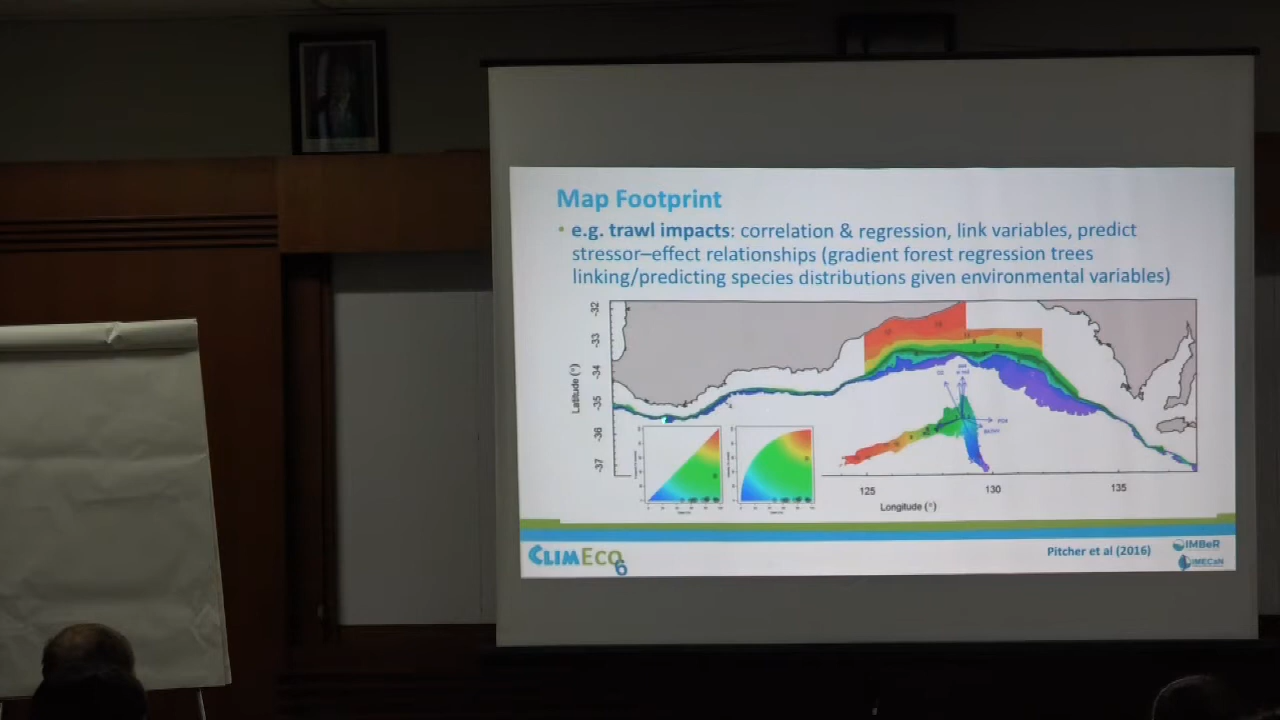 Map Footprint
• e.g. trawl impacts: correlation & regression, link variables, predict
stressor–effect relationships (gradient forest regression trees
linking/predicting species distributions given environmental variables)
-32
-33
-34
-35
-36
-37
Latitude (°)
125
130
135
Longitude (°)
CLIMECO
6
Pitcher et al (2016)
IMBeR
IMECaN